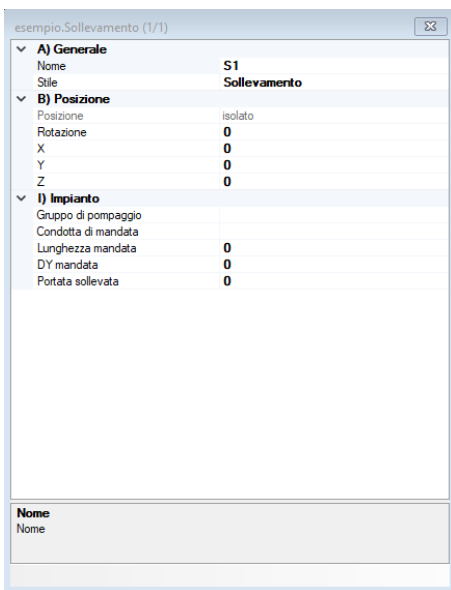 esempio.Sollevamento (1/1)
A) Generale
Nome S1
Stile Sollevamento
B) Posizione
Posizione isolato
Rotazione 0
X 0
Y 0
Z 0
I) Impianto
Gruppo di pompaggio
Condotta di mandata
Lunghezza mandata 0
DY mandata 0
Portata sollevata 0
Nome
Nome